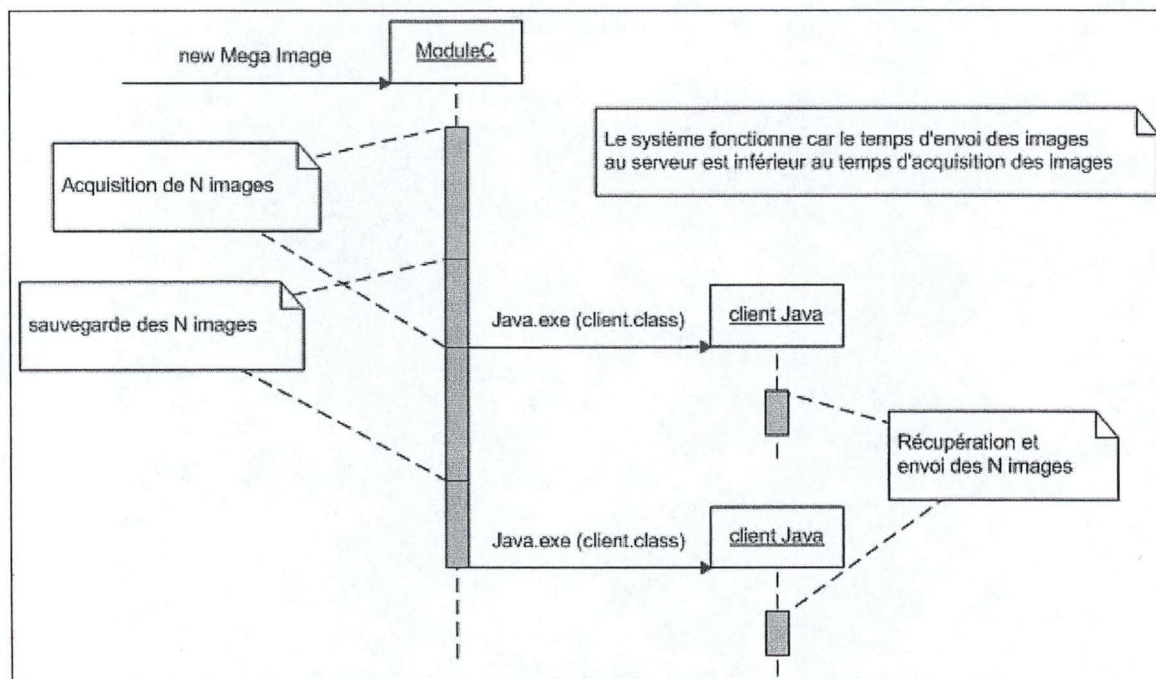 new Mega Image
ModuleC
Le système fonctionne car le temps d'envoi des images
au serveur est inférieur au temps d'acquisition des images
Acquisition de N images
sauvegarde des N images
Java.exe (client.class)
client Java
Récupération et
envoi des N images
Java.exe (client.class)
client Java